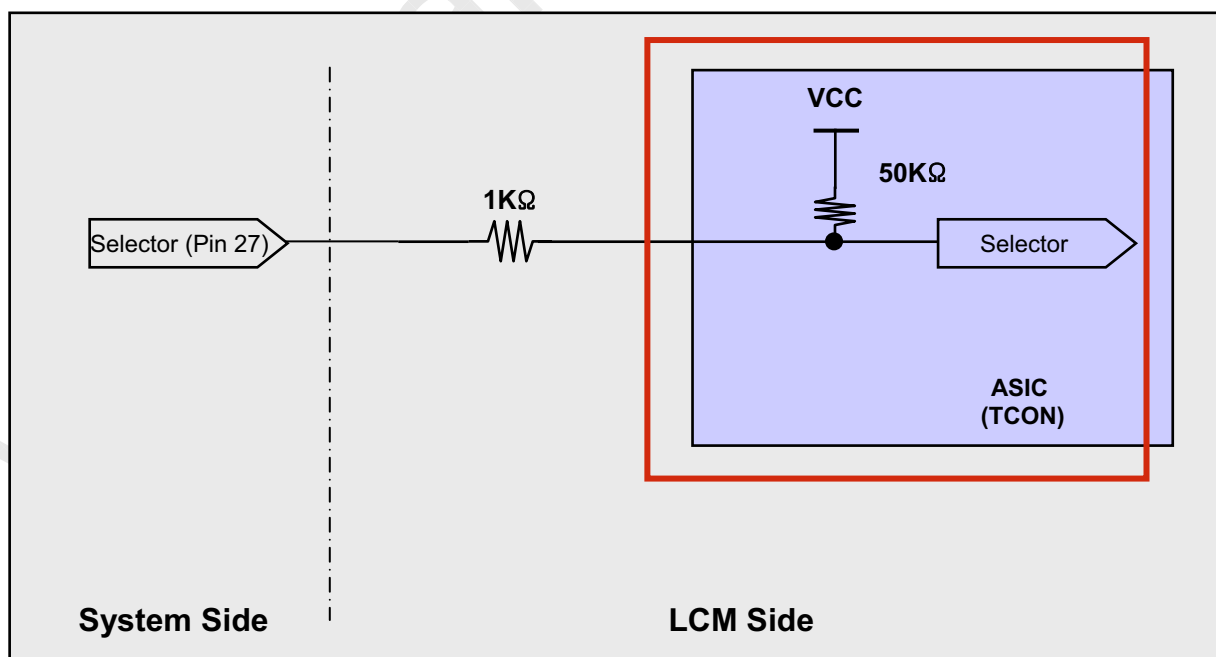 VCC
50KΩ
1KΩ
Selector (Pin 27)
Selector
ASIC
(TCON)
System Side
LCM Side